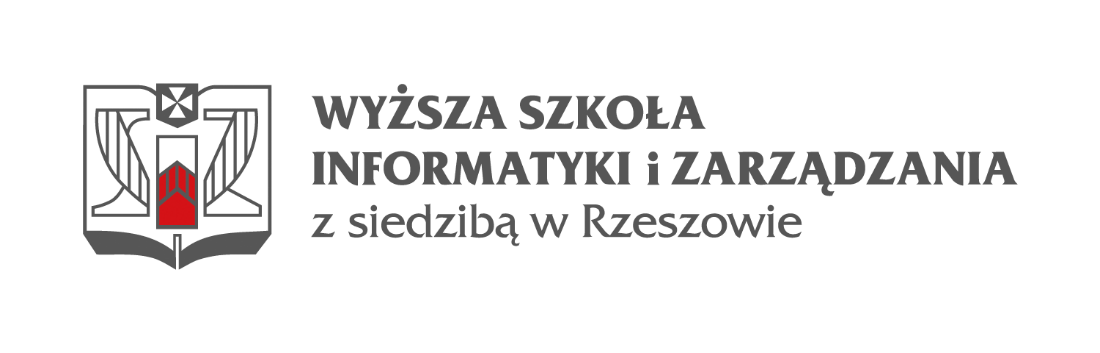 WYŻSZA SZKOŁA
INFORMATYKI i ZARZĄDZANIA
z siedzibą w Rzeszowie